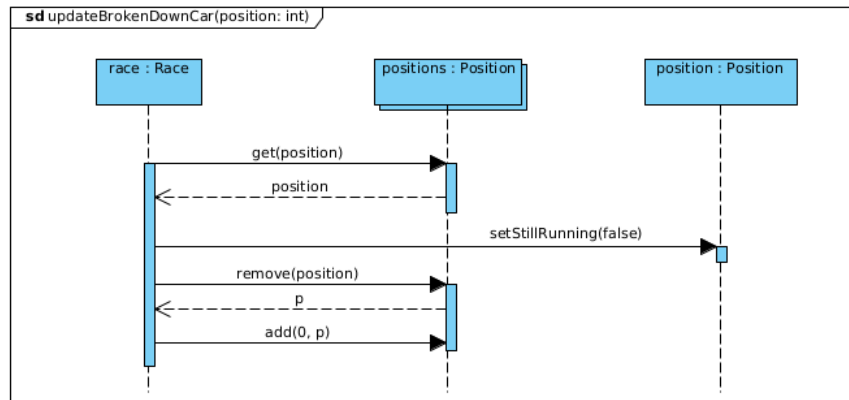 sd updateBrokenDownCar(position: int)
race : Race
positions : Position
position : Position
get(position)
position
setStillRunning(false)
remove(position)
p
add(0, p)